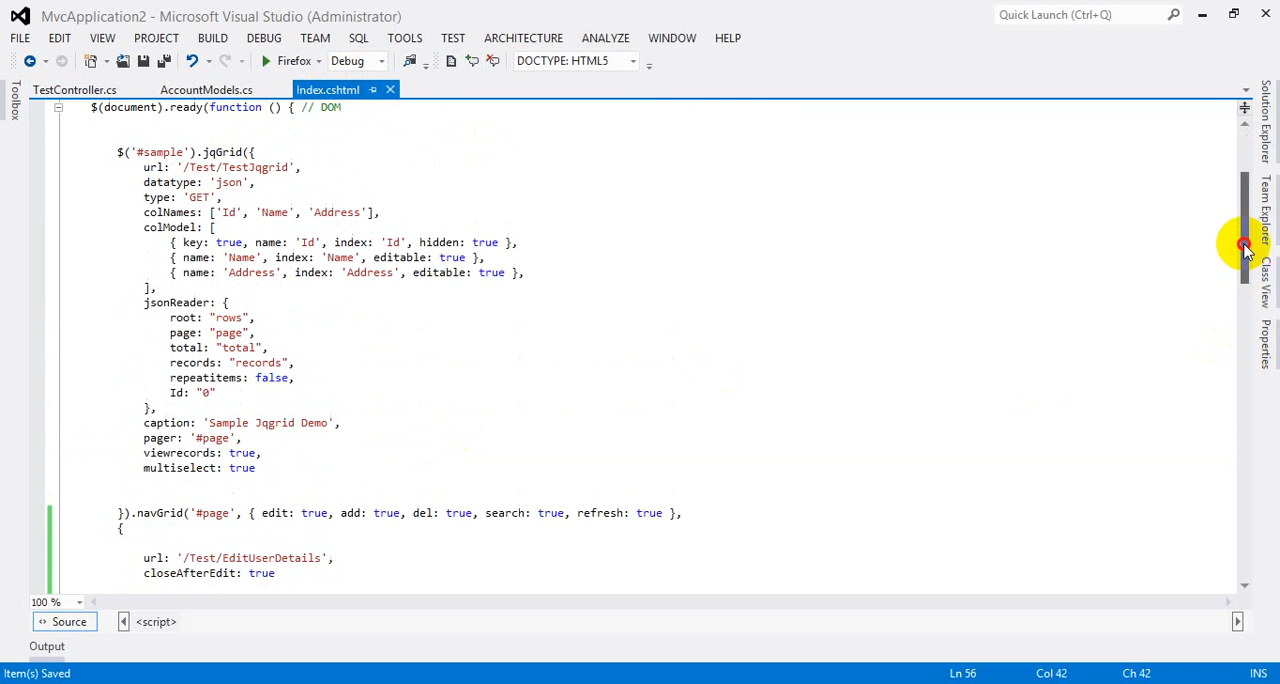 MvcApplication2 - Microsoft Visual Studio (Administrator)
Quick Launch (Ctrl+Q)
FILE EDIT VIEW PROJECT BUILD DEBUG TEAM SQL TOOLS TEST ARCHITECTURE ANALYZE WINDOW HELP
Firefox Debug DOCTYPE: HTML5
Toolbox
TestController.cs AccountModels.cs Index.cshtml
$(document).ready(function () { // DOM
$('#sample').jqGrid({
url: '/Test/TestJqgrid',
datatype: 'json',
type: 'GET',
colNames: ['Id', 'Name', 'Address'],
colModel: [
{ key: true, name: 'Id', index: 'Id', hidden: true },
{ name: 'Name', index: 'Name', editable: true },
{ name: 'Address', index: 'Address', editable: true },
],
jsonReader: {
root: "rows",
page: "page",
total: "total",
records: "records",
repeatitems: false,
Id: "0"
},
caption: 'Sample Jqgrid Demo',
pager: '#page',
viewrecords: true,
multiselect: true
}).navGrid('#page', { edit: true, add: true, del: true, search: true, refresh: true },
{
url: '/Test/EditUserDetails',
closeAfterEdit: true
Solution Explorer
Team Explorer
Class View
Properties
100 %
Source <script>
Output
Item(s) Saved Ln 56 Col 42 Ch 42 INS